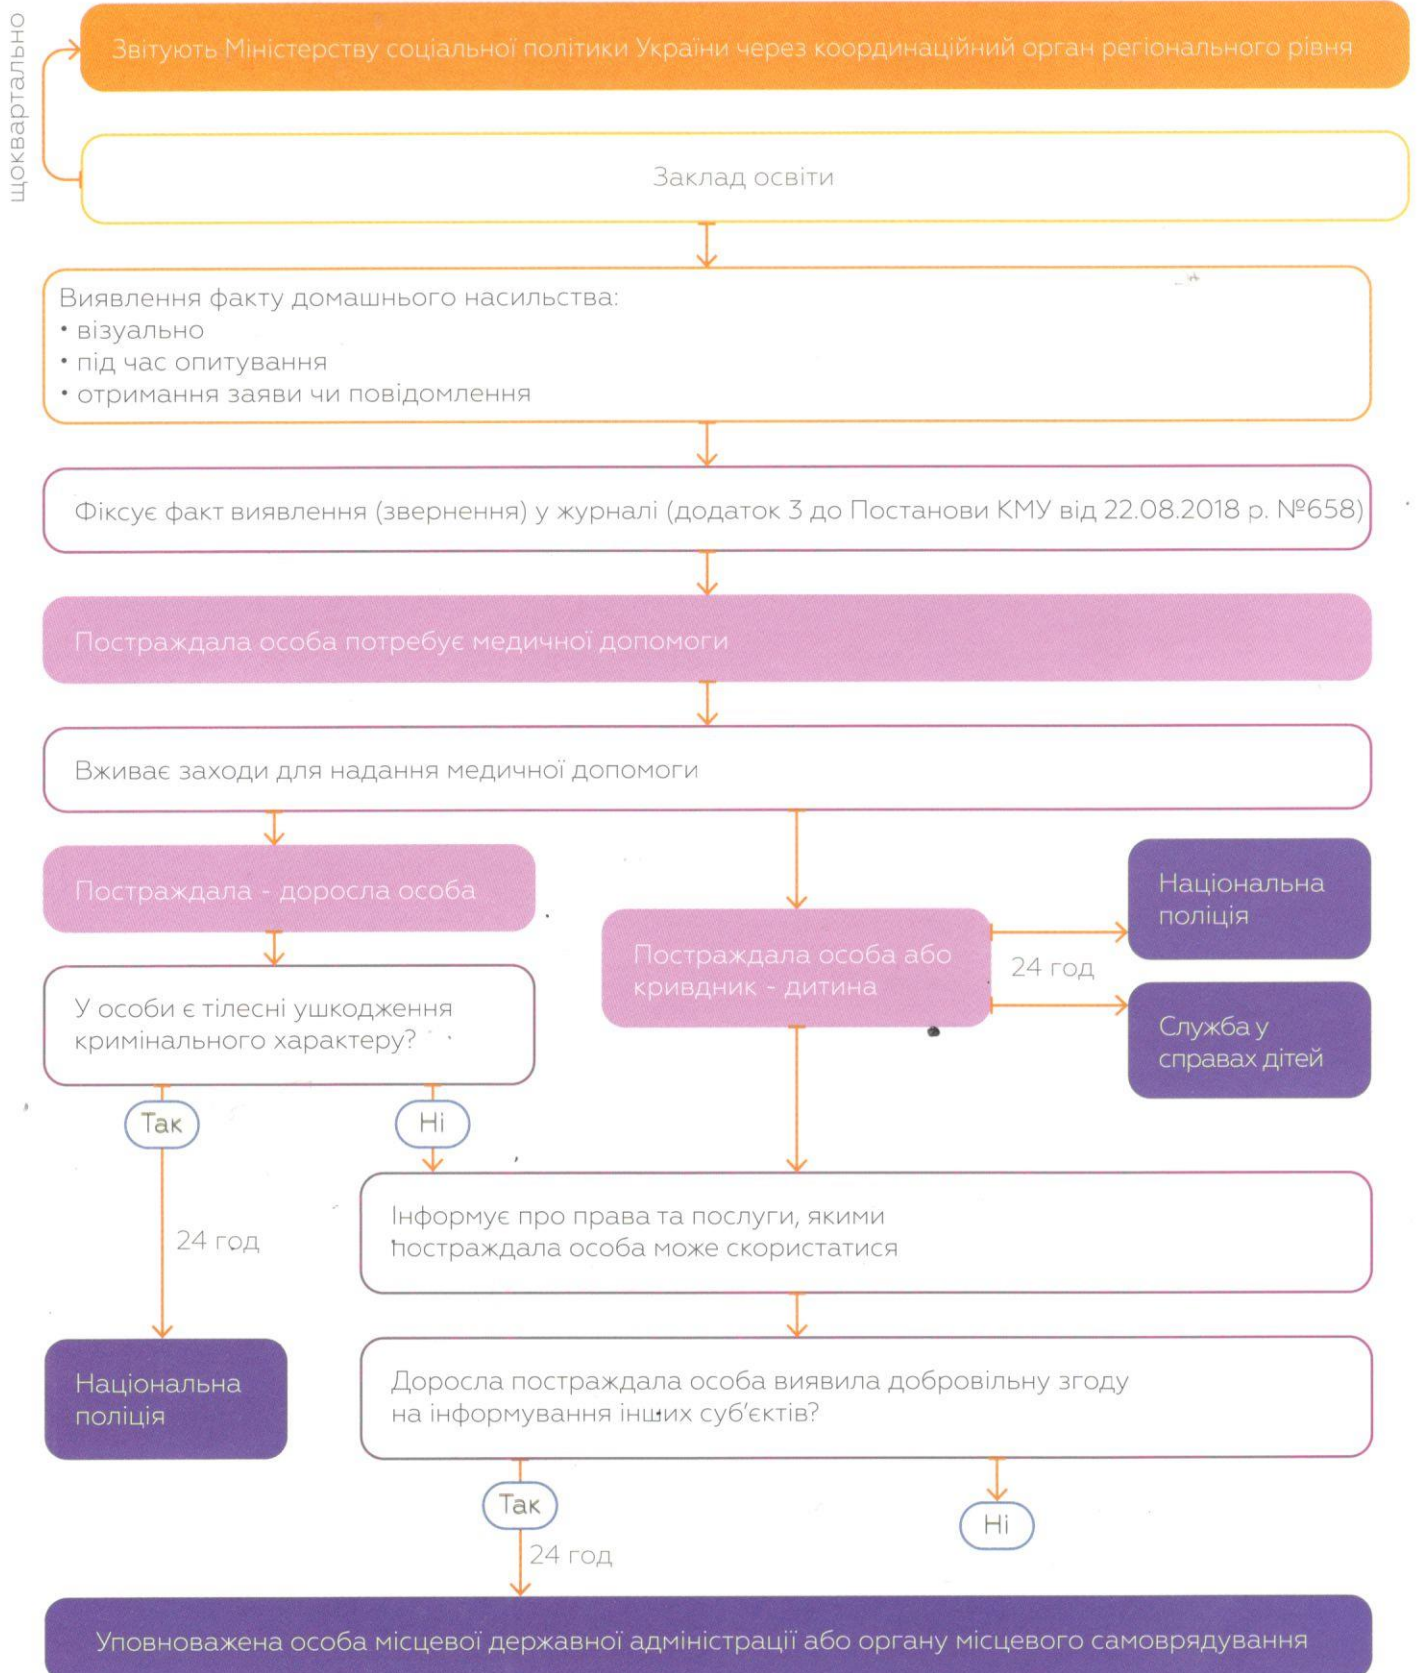 щоквартально
Звітують Міністерству соціальної політики України через координаційний орган регіонального рівня
Заклад освіти
Виявлення факту домашнього насильства:
• візуально
• під час опитування
• отримання заяви чи повідомлення
Фіксує факт виявлення (звернення) у журналі (додаток 3 до Постанови КМУ від 22.08.2018 р. №658)
Постраждала особа потребує медичної допомоги
Вживає заходи для надання медичної допомоги
Постраждала - доросла особа
Постраждала особа або
кривдник - дитина
24 год
Національна
поліція
Служба у
справах дітей
У особи є тілесні ушкодження
кримінального характеру?
Так
Ні
24 год
Інформує про права та послуги, якими
постраждала особа може скористатися
Національна
поліція
Доросла постраждала особа виявила добровільну згоду
на інформування інших суб'єктів?
Так
Ні
24 год
Уповноважена особа місцевої державної адміністрації або органу місцевого самоврядування